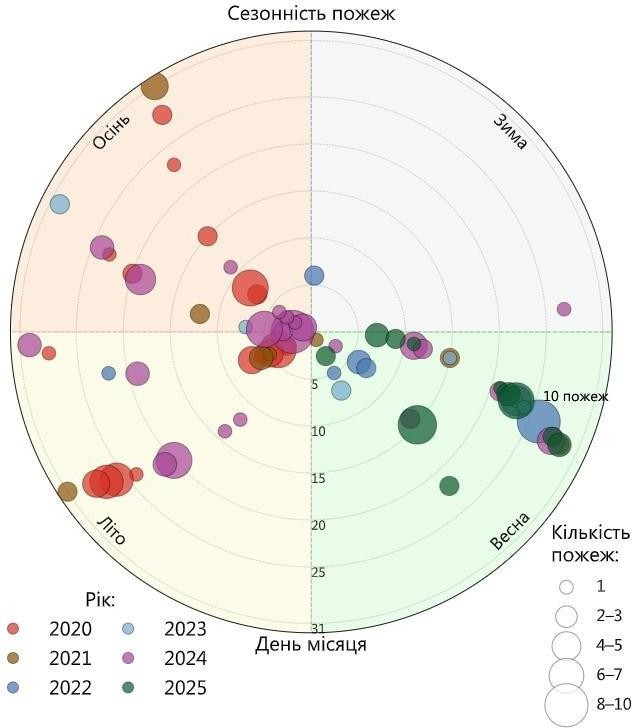 Сезонність пожеж
Осінь
Зима
5
10 пожеж
10
15
20
25
31
Літо
Весна
День місяця
Рік:
2020
2023
2021
2024
2022
2025
Кількість
пожеж:
1
2–3
4–5
6–7
8–10